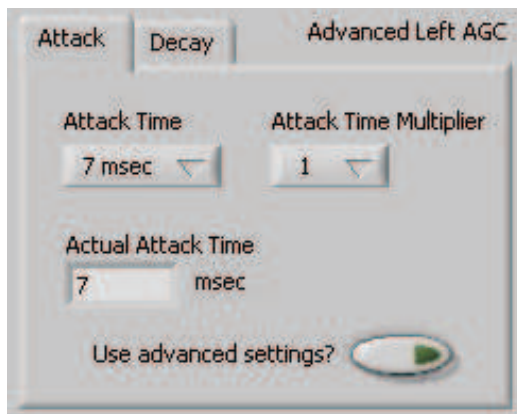 Attack
Decay
Advanced Left AGC
Attack Time
Attack Time Multiplier
7 msec
1
Actual Attack Time
7
msec
Use advanced settings?